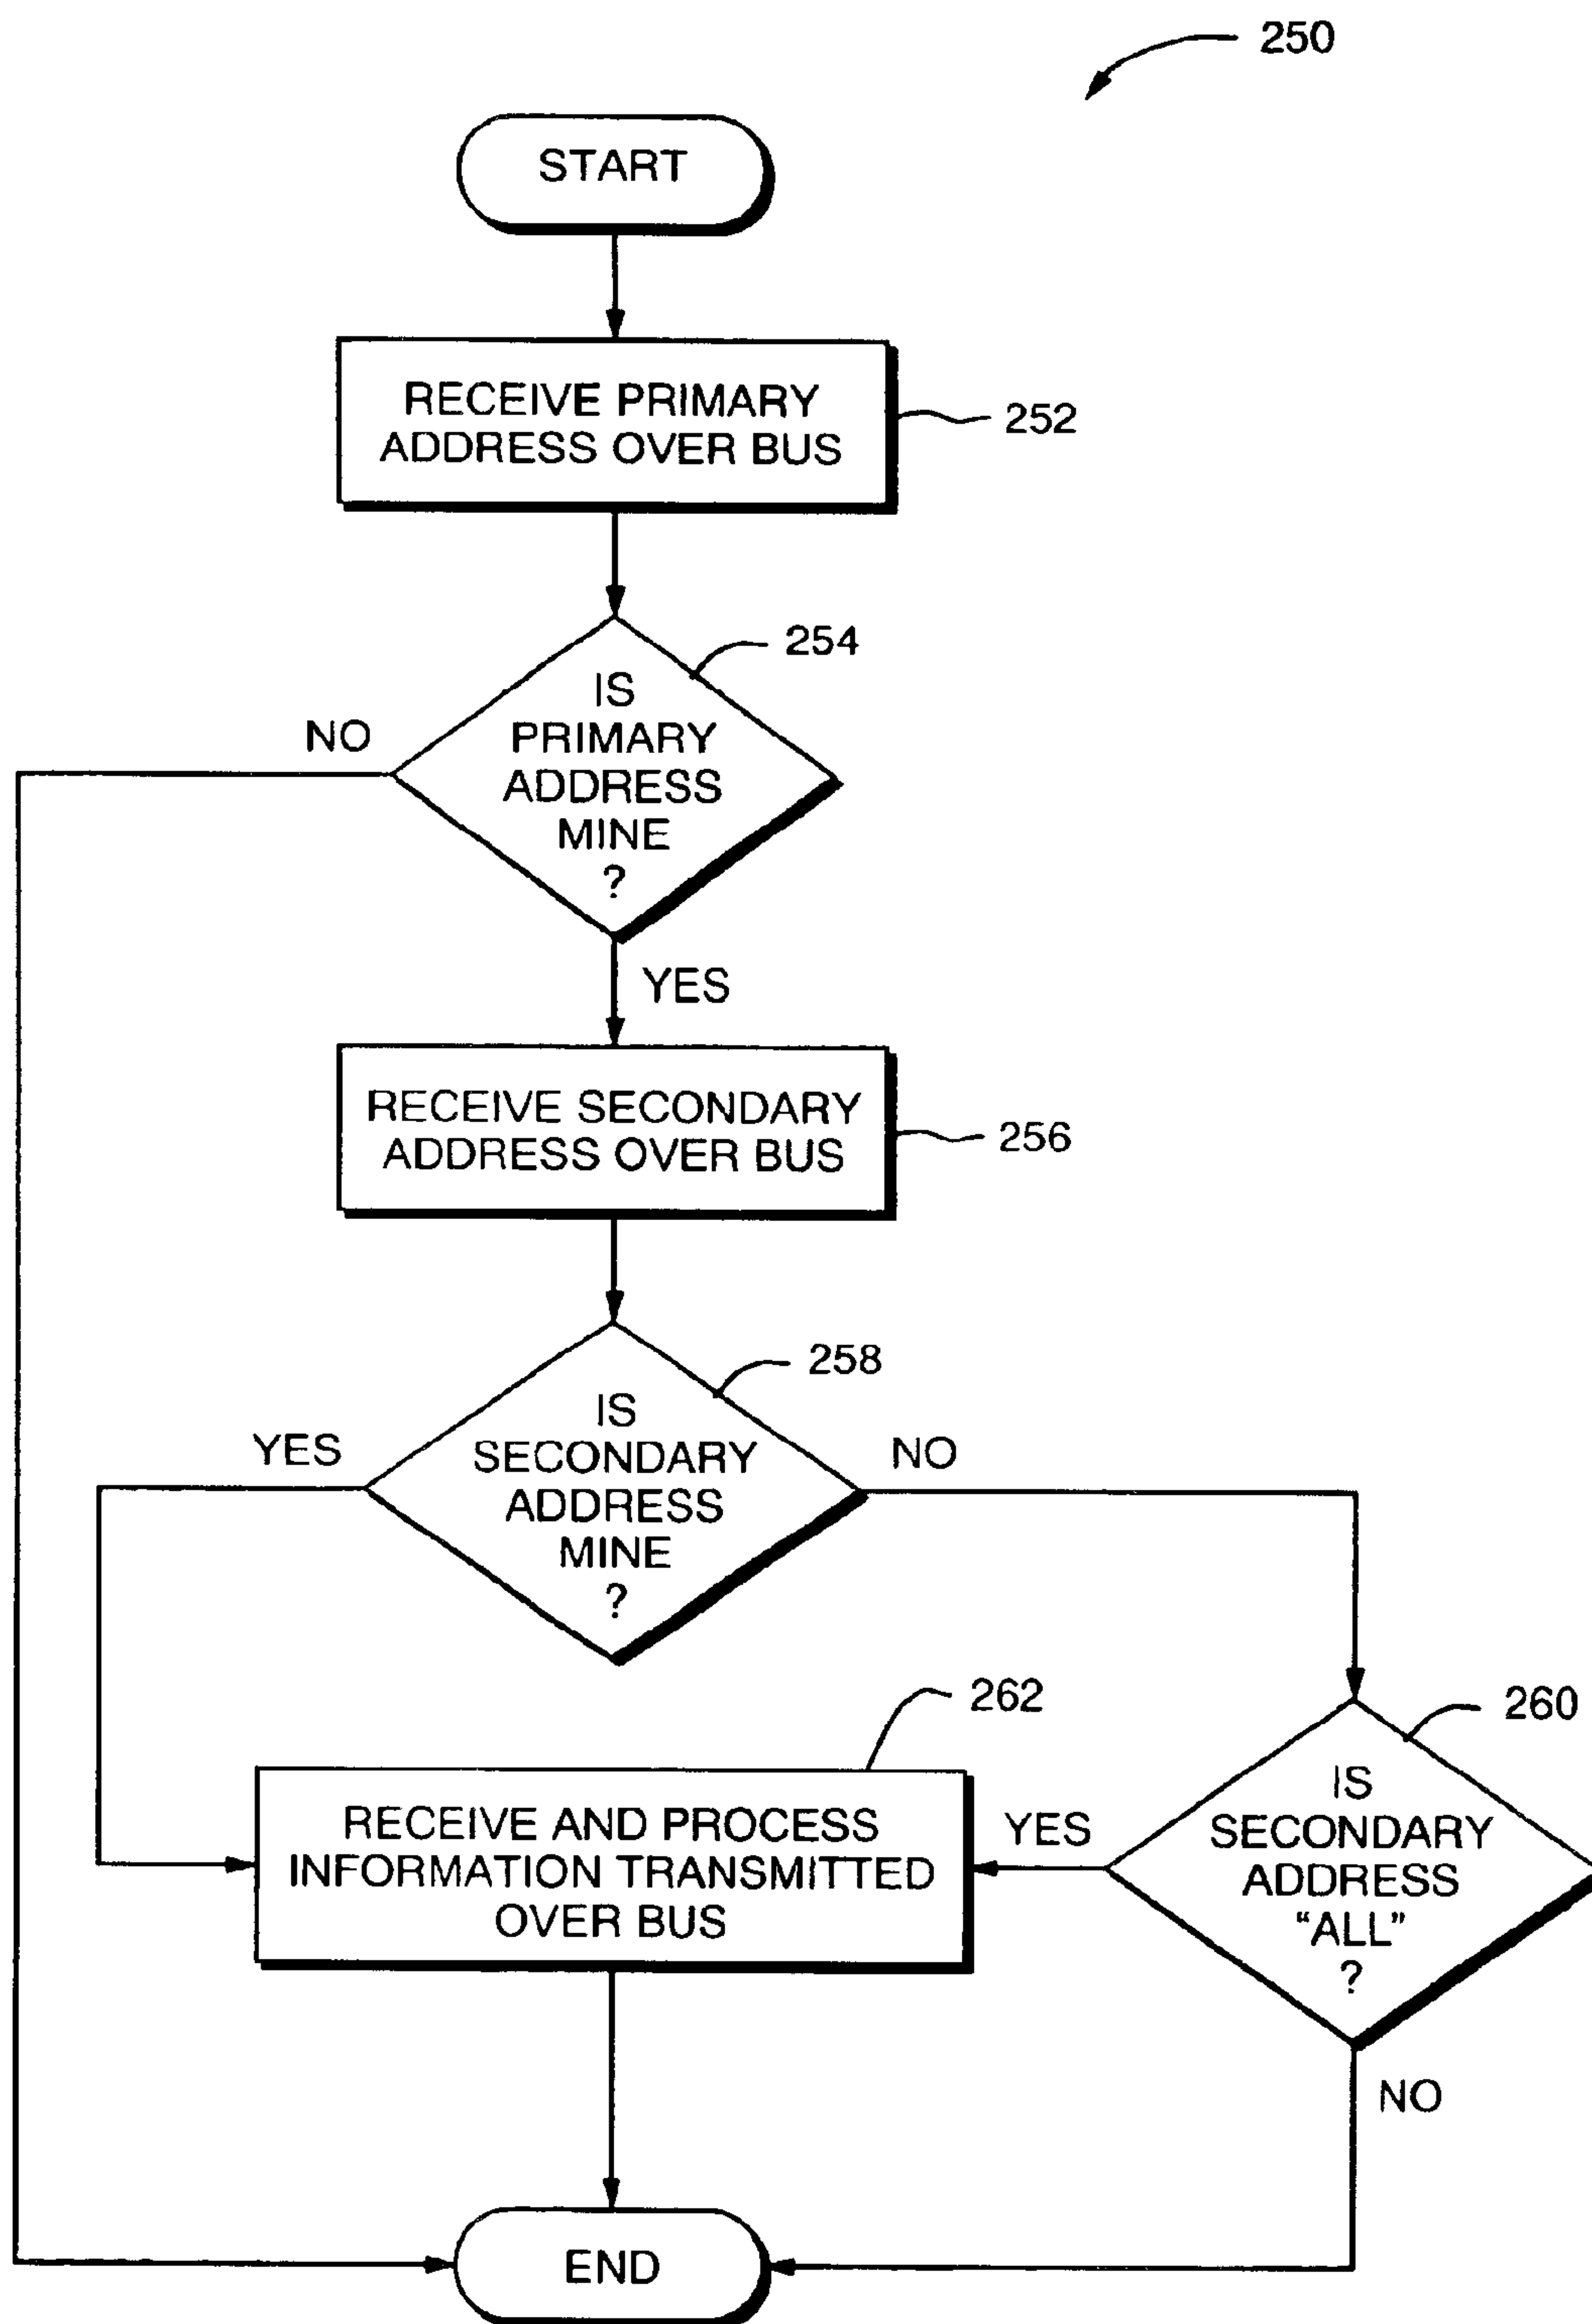 250
START
RECEIVE PRIMARY
ADDRESS OVER BUS
252
254
IS
PRIMARY
ADDRESS
MINE
?
NO
YES
RECEIVE SECONDARY
ADDRESS OVER BUS
256
258
IS
SECONDARY
ADDRESS
MINE
?
YES
NO
262
260
RECEIVE AND PROCESS
INFORMATION TRANSMITTED
OVER BUS
YES
IS
SECONDARY
ADDRESS
“ALL”
?
NO
END